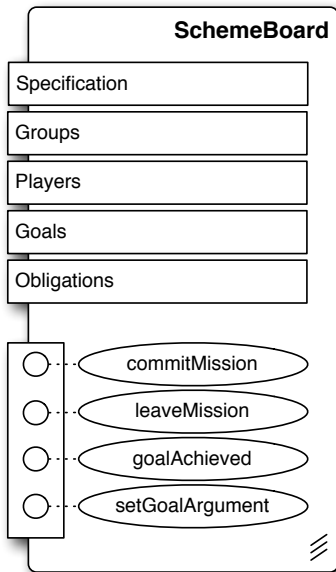 SchemeBoard
Specification
Groups
Players
Goals
Obligations
commitMission
leaveMission
goalAchieved
setGoalArgument